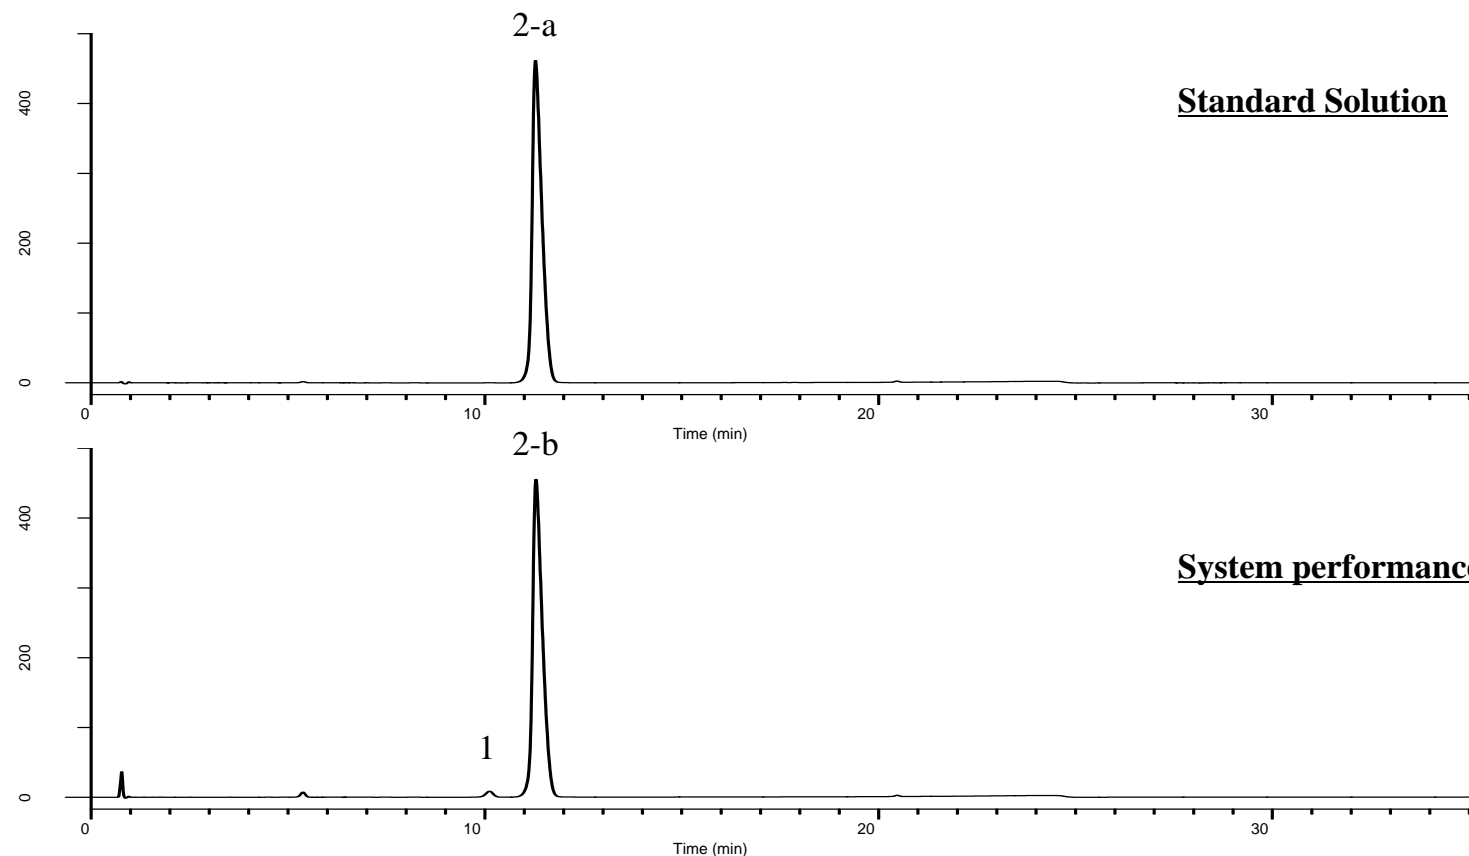 2-a
Standard Solution
400
200
0
0 10 20 30
Time (min)
2-b
400
System performance
200
1
0
0 10 20 30
Time (min)